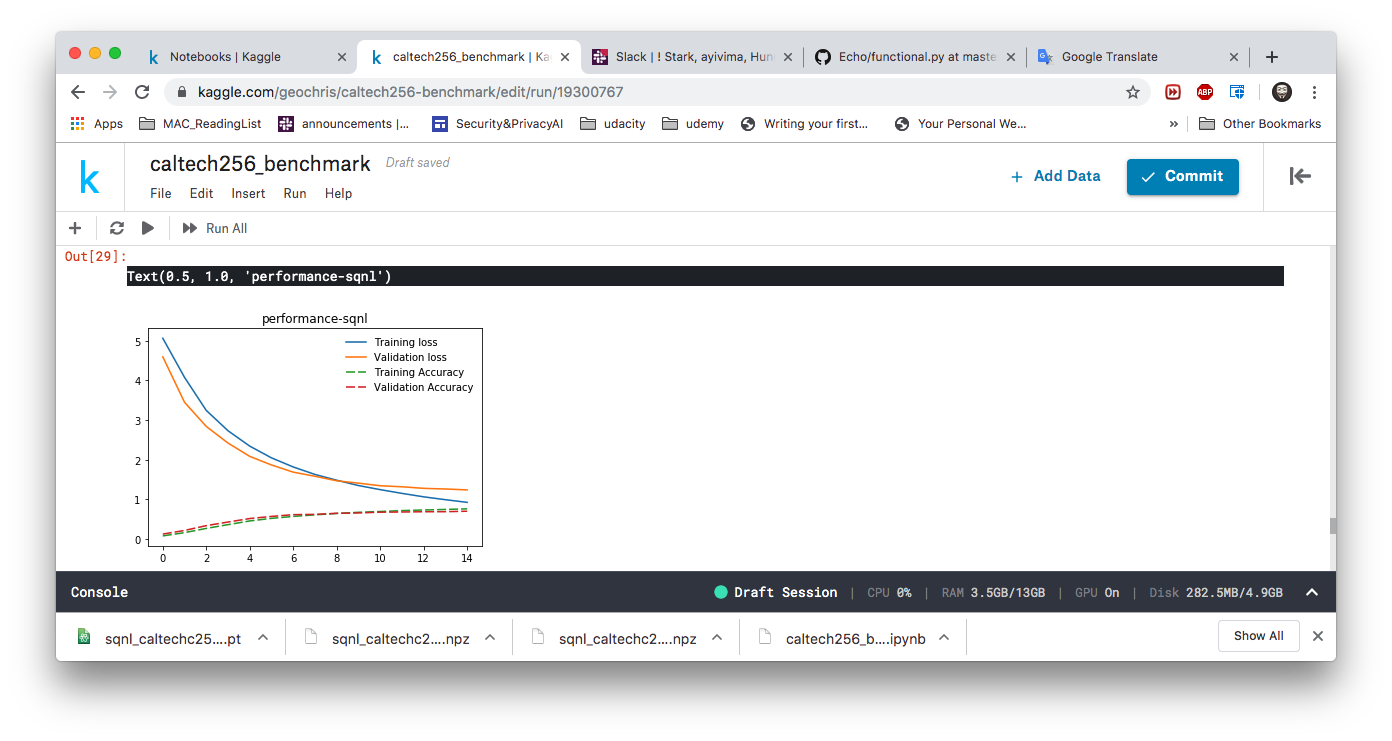 Notebooks | Kaggle
caltech256_benchmark | Ka
Slack | ! Stark, ayivima, Hun
Echo/functional.py at maste
Google Translate
kaggle.com/geochris/caltech256-benchmark/edit/run/19300767
ABP
Apps MAC_ReadingList announcements |... Security&PrivacyAI udacity udemy Writing your first... Your Personal We... » Other Bookmarks
k caltech256_benchmark Draft saved
File Edit Insert Run Help
+ Add Data
Commit
Run All
Out[29]:
Text(0.5, 1.0, 'performance-sqnl')
performance-sqnl
Training loss
Validation loss
Training Accuracy
Validation Accuracy
5
4
3
2
1
0
0 2 4 6 8 10 12 14
Console Draft Session | CPU 0% | RAM 3.5GB/13GB | GPU On | Disk 282.5MB/4.9GB
sqnl_caltechc25....pt sqnl_caltechc2....npz sqnl_caltechc2....npz caltech256_b....ipynb Show All